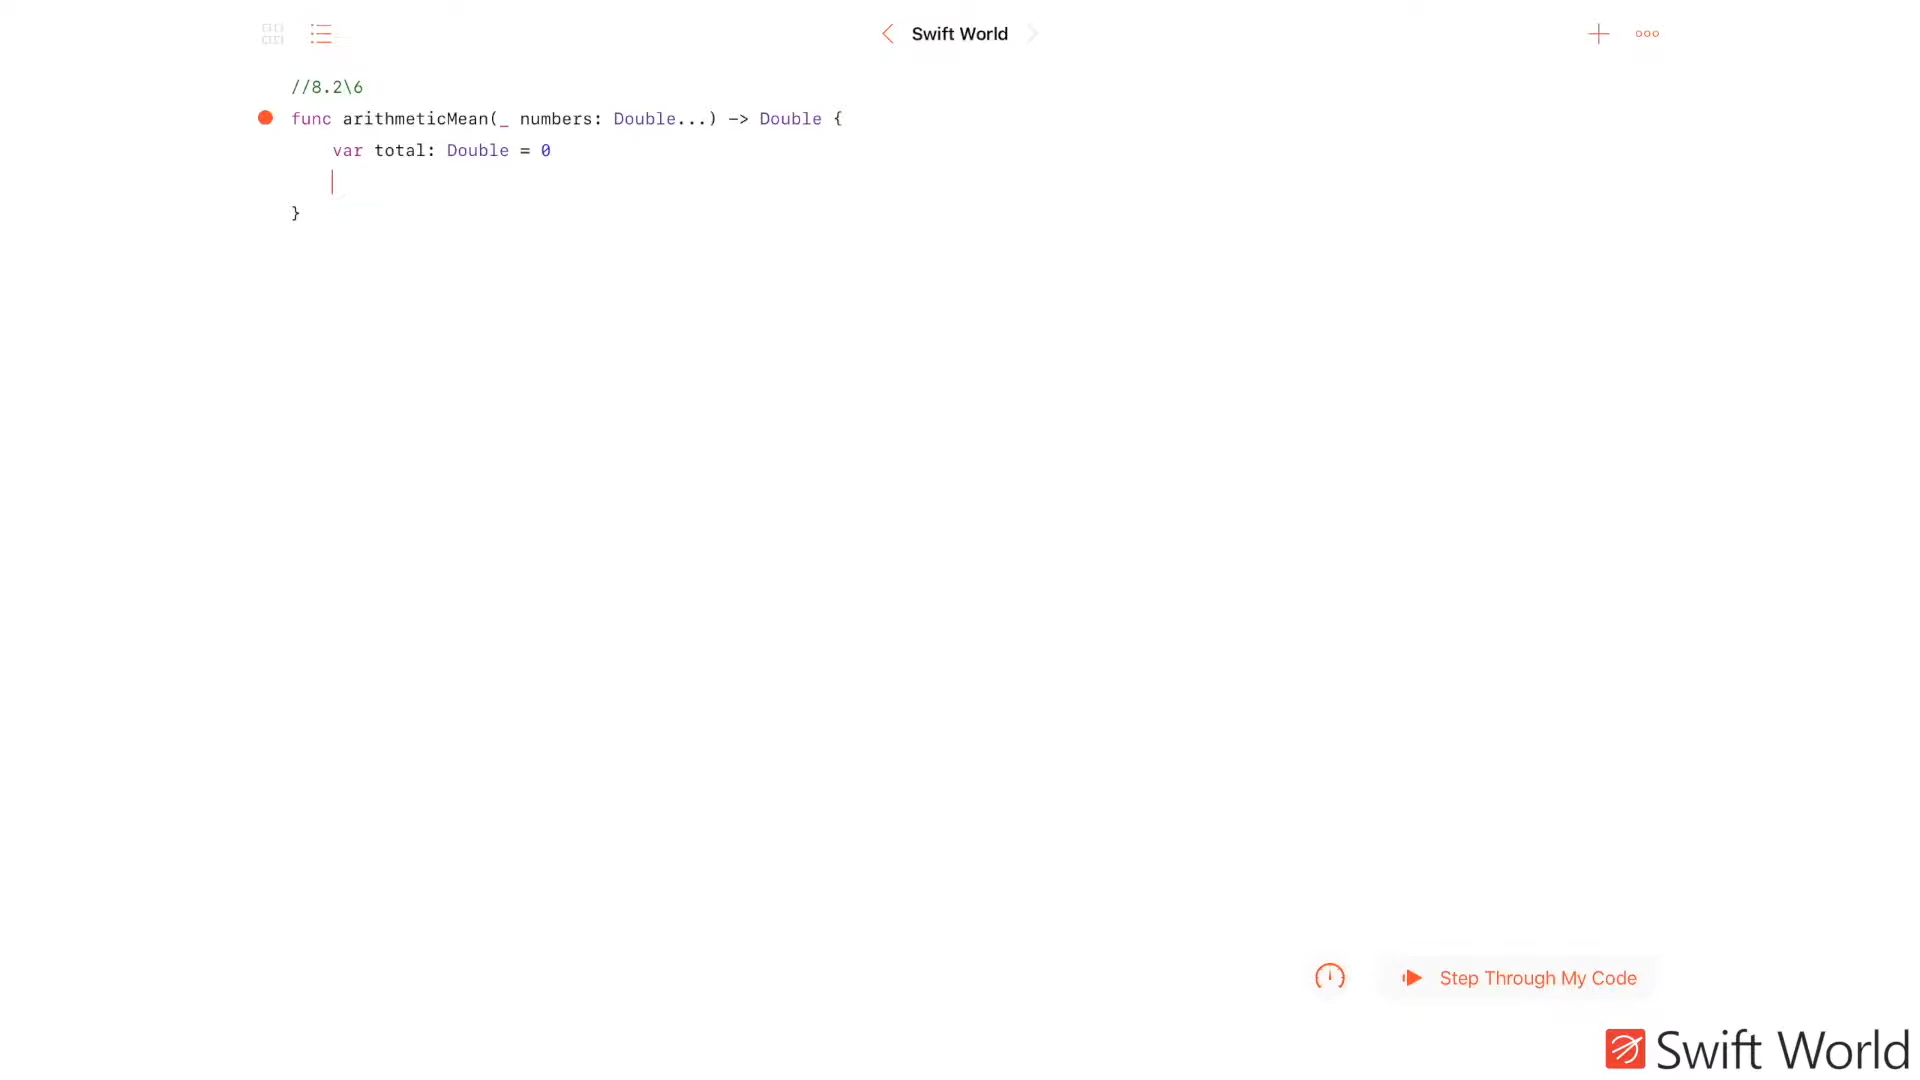 Swift World
//8.2\6
func arithmeticMean(_ numbers: Double...) -> Double {
    var total: Double = 0
}
Step Through My Code
Swift World